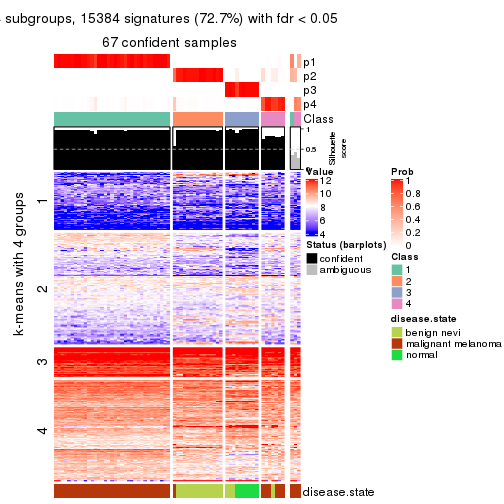 subgroups, 15384 signatures (72.7%) with fdr < 0.05
67 confident samples
p1
p2
p3
p4
Class
1
0.5
0
Silhouette
score
k-means with 4 groups
1
2
3
4
disease.state
Value
12
10
8
6
4
Status (barplots)
confident
ambiguous
Prob
1
0.8
0.6
0.4
0.2
0
Class
1
2
3
4
disease.state
benign nevi
malignant melanoma
normal